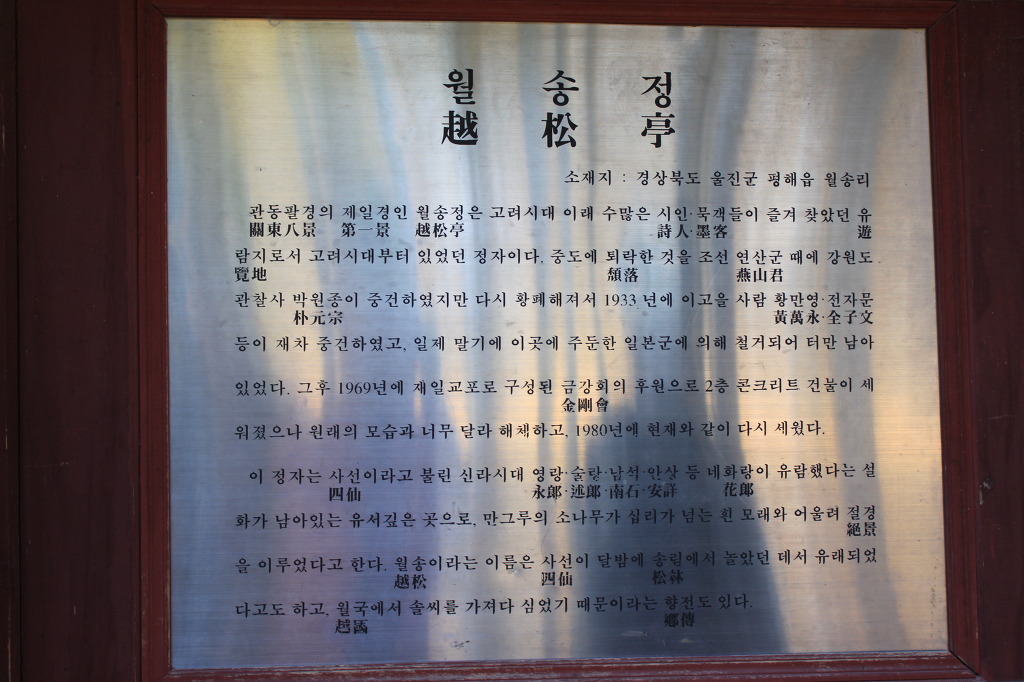 월 송 정
越 松 亭
소재지 : 경상북도 울진군 평해읍 월송리
관동팔경의 제일경인 월송정은 고려시대 이래 수많은 시인·묵객들이 즐겨 찾았던 유
關東八景 第一景 越松亭 詩人·墨客 遊
람지로서 고려시대부터 있었던 정자이다. 중도에 퇴락한 것을 조선 연산군 때에 강원도
覽地 頹落 燕山君
관찰사 박원종이 중건하였지만 다시 황폐해져서 1933년에 이고을 사람 황만영·전자문
朴元宗 黃萬永·全子文
등이 재차 중건하였고, 일제 말기에 이곳에 주둔한 일본군에 의해 철거되어 터만 남아
있었다. 그후 1969년에 재일교포로 구성된 금강회의 후원으로 2층 콘크리트 건물이 세
金剛會
워졌으나 원래의 모습과 너무 달라 해체하고, 1980년에 현재와 같이 다시 세웠다.
이 정자는 사선이라고 불린 신라시대 영랑·술랑·남석·안상 등 네화랑이 유람했다는 설
四仙 永郞·述郞·南石·安詳 花郞
화가 남아있는 유서깊은 곳으로, 만그루의 소나무가 십리가 넘는 흰 모래와 어울려 절경
絶景
을 이루었다고 한다. 월송이라는 이름은 사선이 달밤에 송림에서 놀았던 데서 유래되었
越松 四仙 松林
다고도 하고, 월국에서 솔씨를 가져다 심었기 때문이라는 향전도 있다.
越國 鄕傳